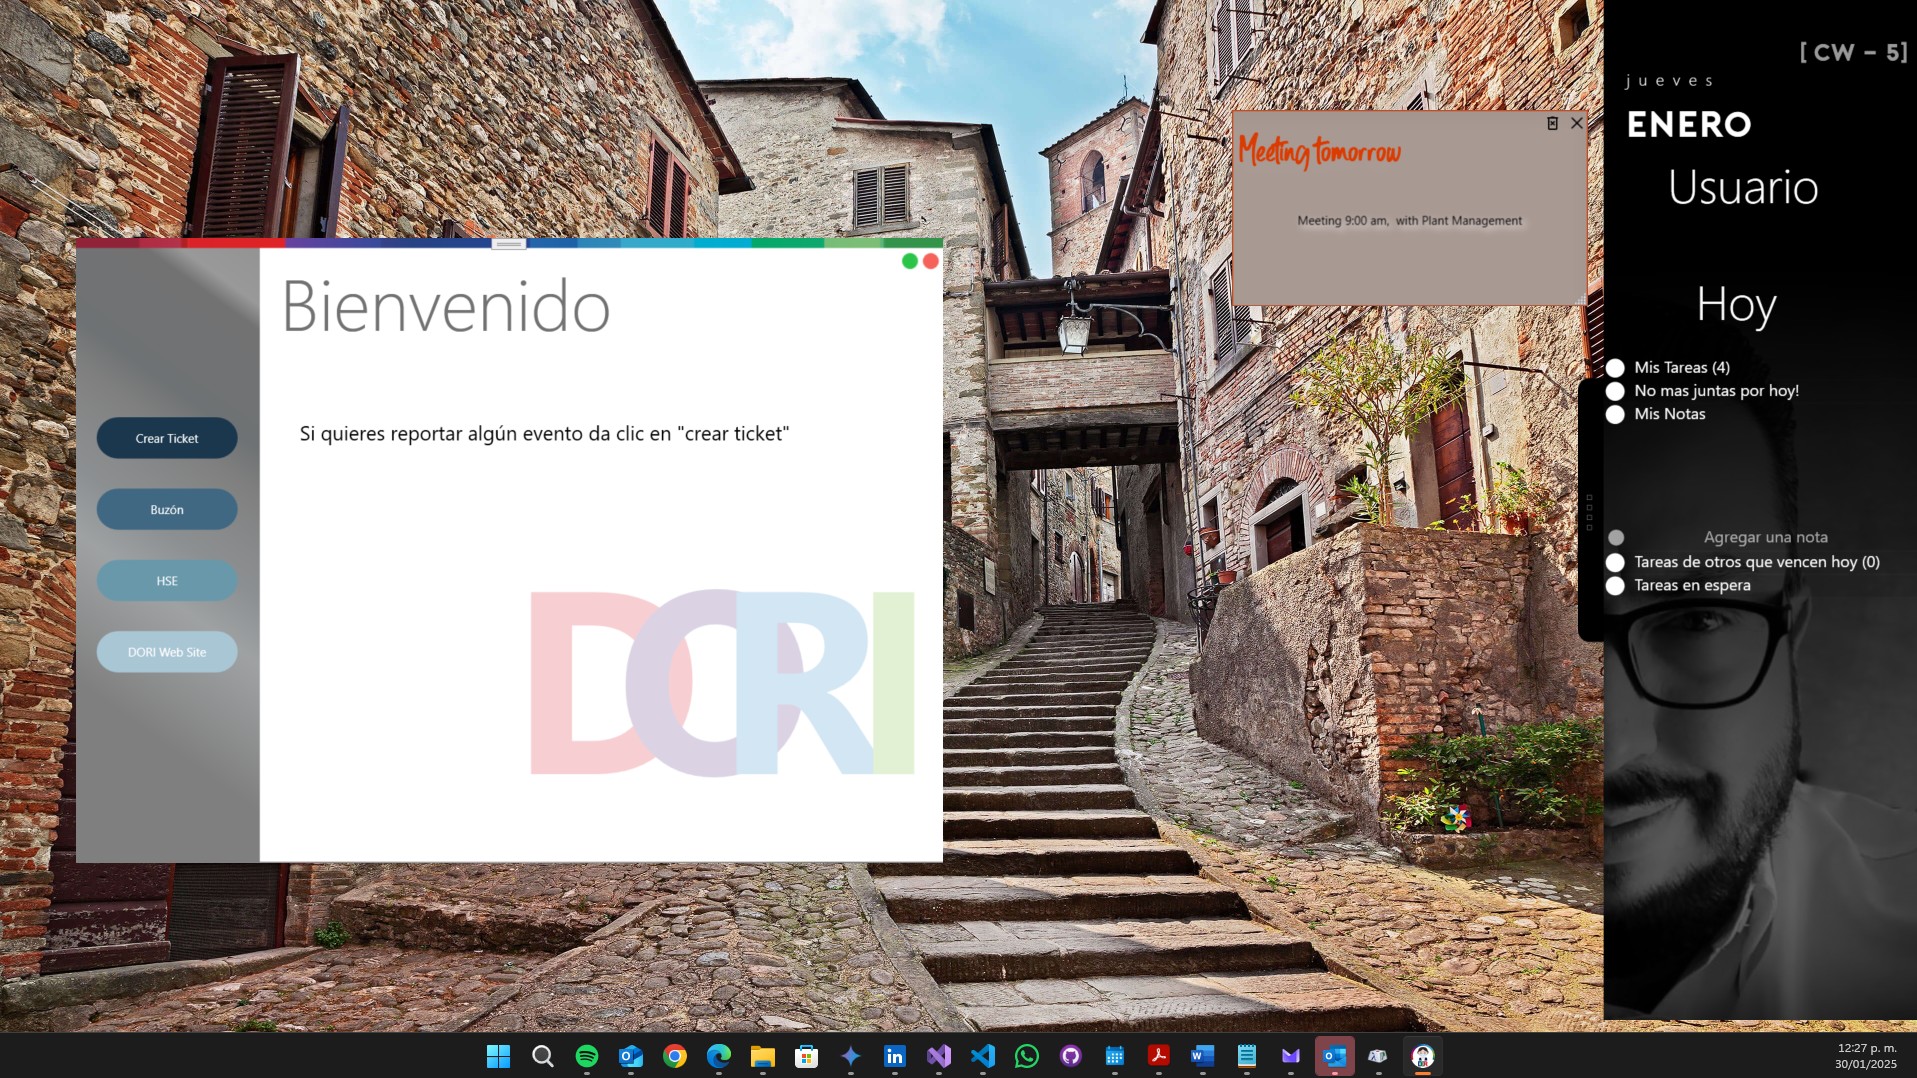 [ CW - 5]
jueves
ENERO
Usuario
Hoy
Mis Tareas (4)
No mas juntas por hoy!
Mis Notas
Agregar una nota
Tareas de otros que vencen hoy (0)
Tareas en espera
Meeting tomorrow
Meeting 9:00 am, with Plant Management
Bienvenido
Si quieres reportar algún evento da clic en "crear ticket"
Crear Ticket
Buzón
HSE
DORI Web Site
DORI
12:27 p. m.
30/01/2025